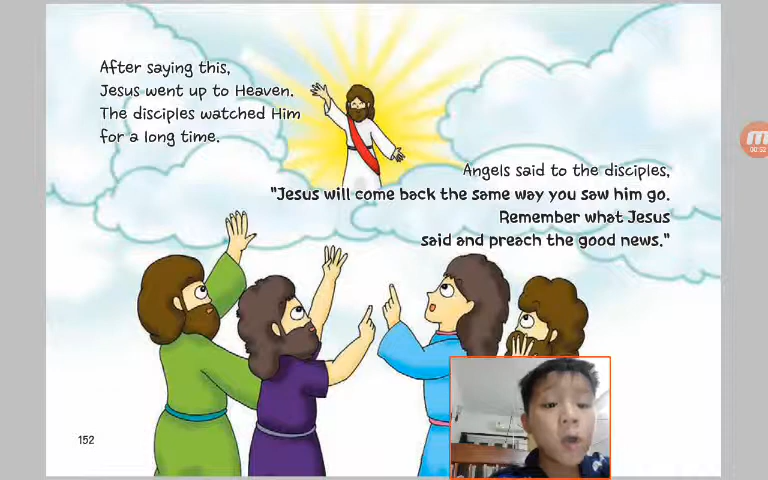 After saying this,
Jesus went up to Heaven.
The disciples watched Him
for a long time.
Angels said to the disciples,
"Jesus will come back the same way you saw him go.
Remember what Jesus
said and preach the good news."
152
00:52